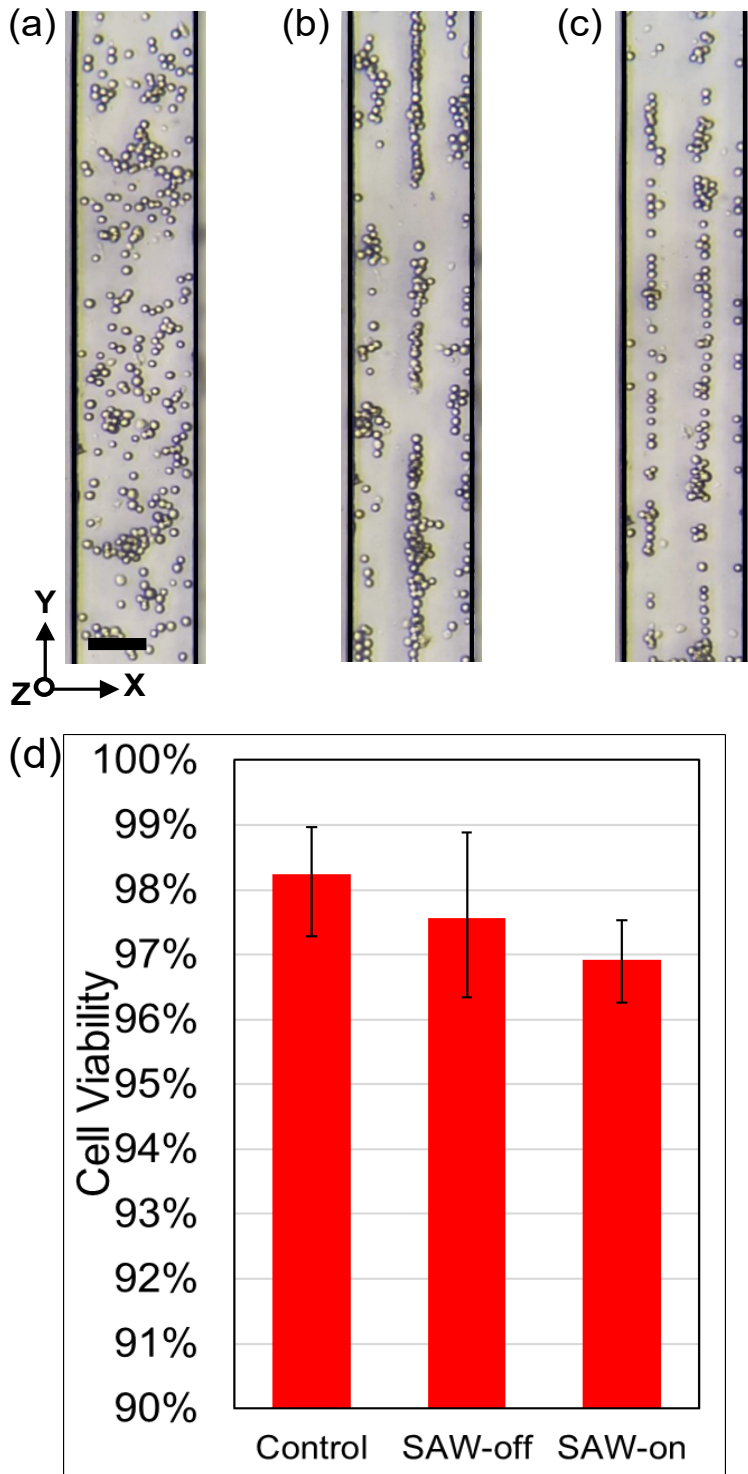 (a)
(b)
(c)
Y
Z
X
(d)
Cell Viability
100%
99%
98%
97%
96%
95%
94%
93%
92%
91%
90%
Control
SAW-off
SAW-on